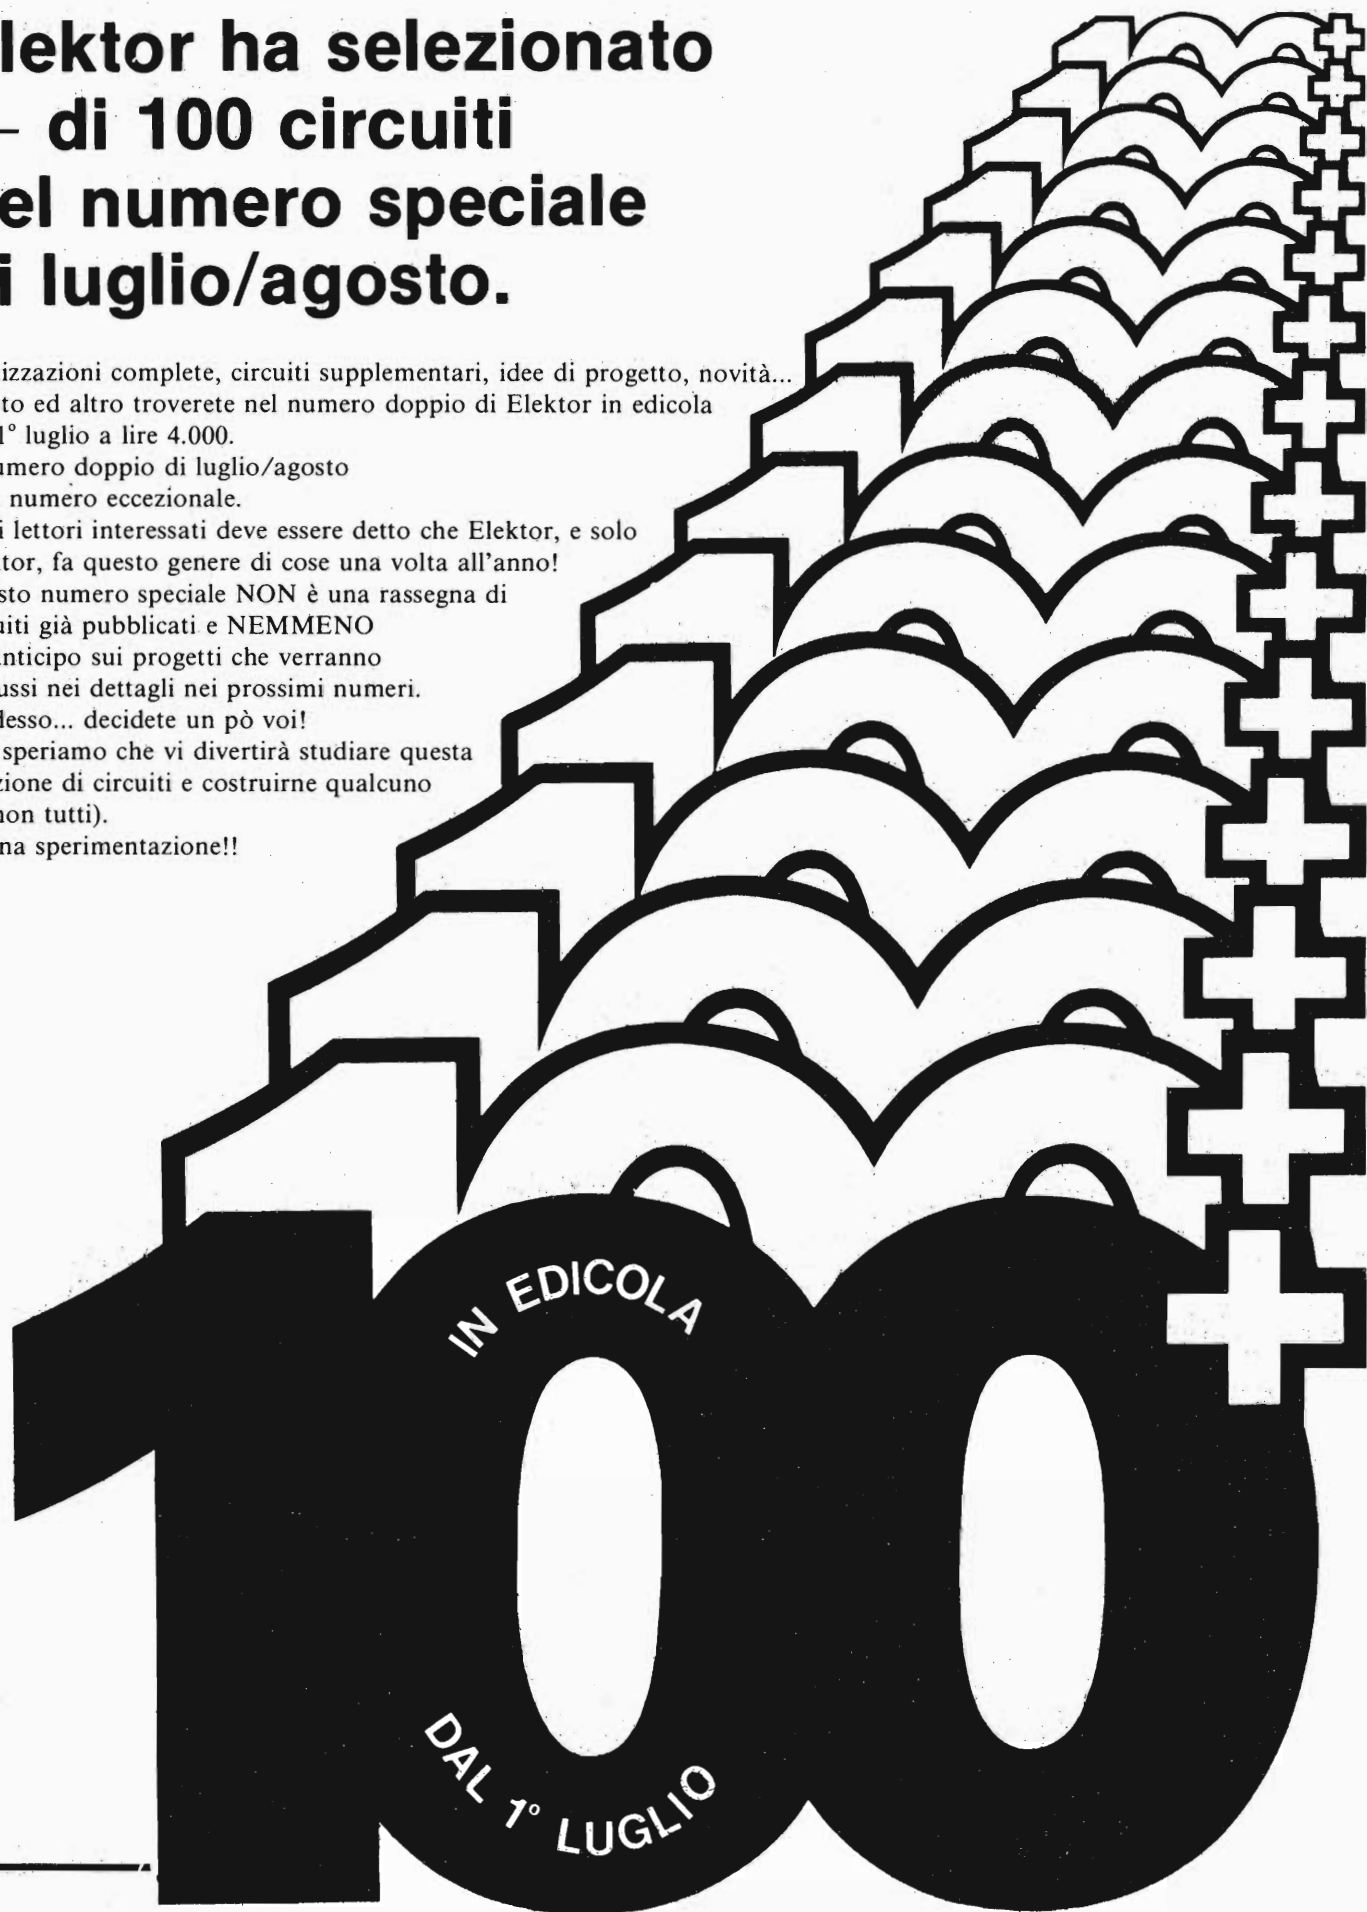 lektor ha selezionato
– di 100 circuiti
el numero speciale
i luglio/agosto.
izzazioni complete, circuiti supplementari, idee di progetto, novità...
to ed altro troverete nel numero doppio di Elektor in edicola
1° luglio a lire 4.000.
umero doppio di luglio/agosto
numero eccezionale.
i lettori interessati deve essere detto che Elektor, e solo
tor, fa questo genere di cose una volta all'anno!
sto numero speciale NON è una rassegna di
uiti già pubblicati e NEMMENO
anticipo sui progetti che verranno
ussi nei dettagli nei prossimi numeri.
desso... decidete un pò voi!
speriamo che vi divertirà studiare questa
zione di circuiti e costruirne qualcuno
non tutti).
na sperimentazione!!
100+
IN EDICOLA
DAL 1° LUGLIO